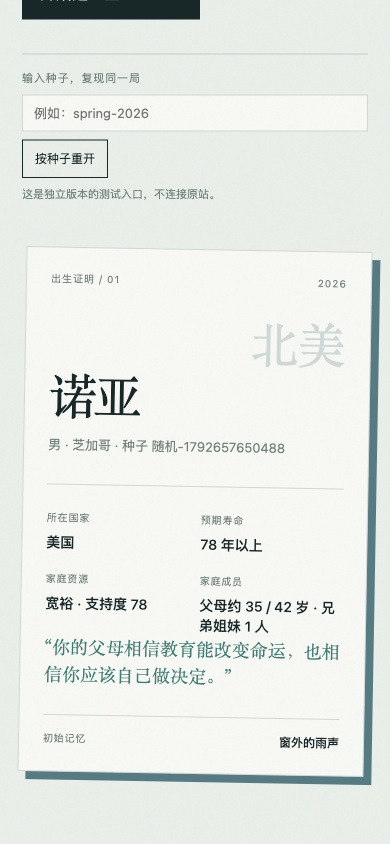 输入种子，复现同一局
例如：spring-2026
按种子重开
这是独立版本的测试入口，不连接原站。
出生证明 / 01
2026
北美
诺亚
男 · 芝加哥 · 种子 随机-1792657650488
所在国家
预期寿命
美国
78 年以上
家庭资源
家庭成员
宽裕 · 支持度 78
父母约 35 / 42 岁 · 兄
弟姐妹 1 人
“你的父母相信教育能改变命运，也相
信你应该自己做决定。”
初始记忆
窗外的雨声